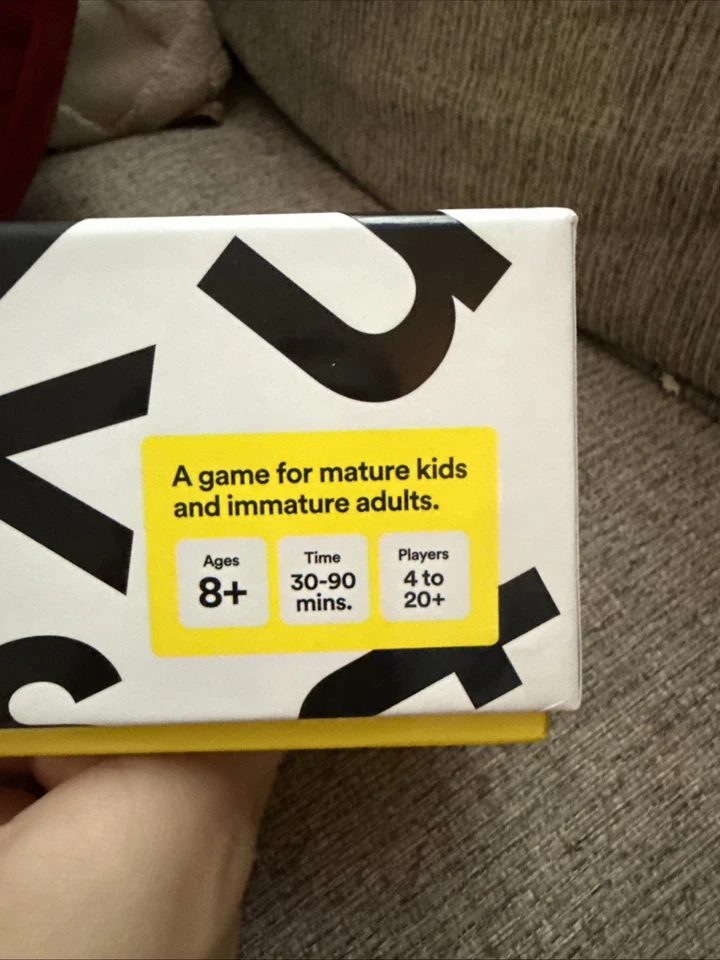 A game for mature kids
and immature adults.
Ages
8+
Time
30-90
mins.
Players
4 to
20+